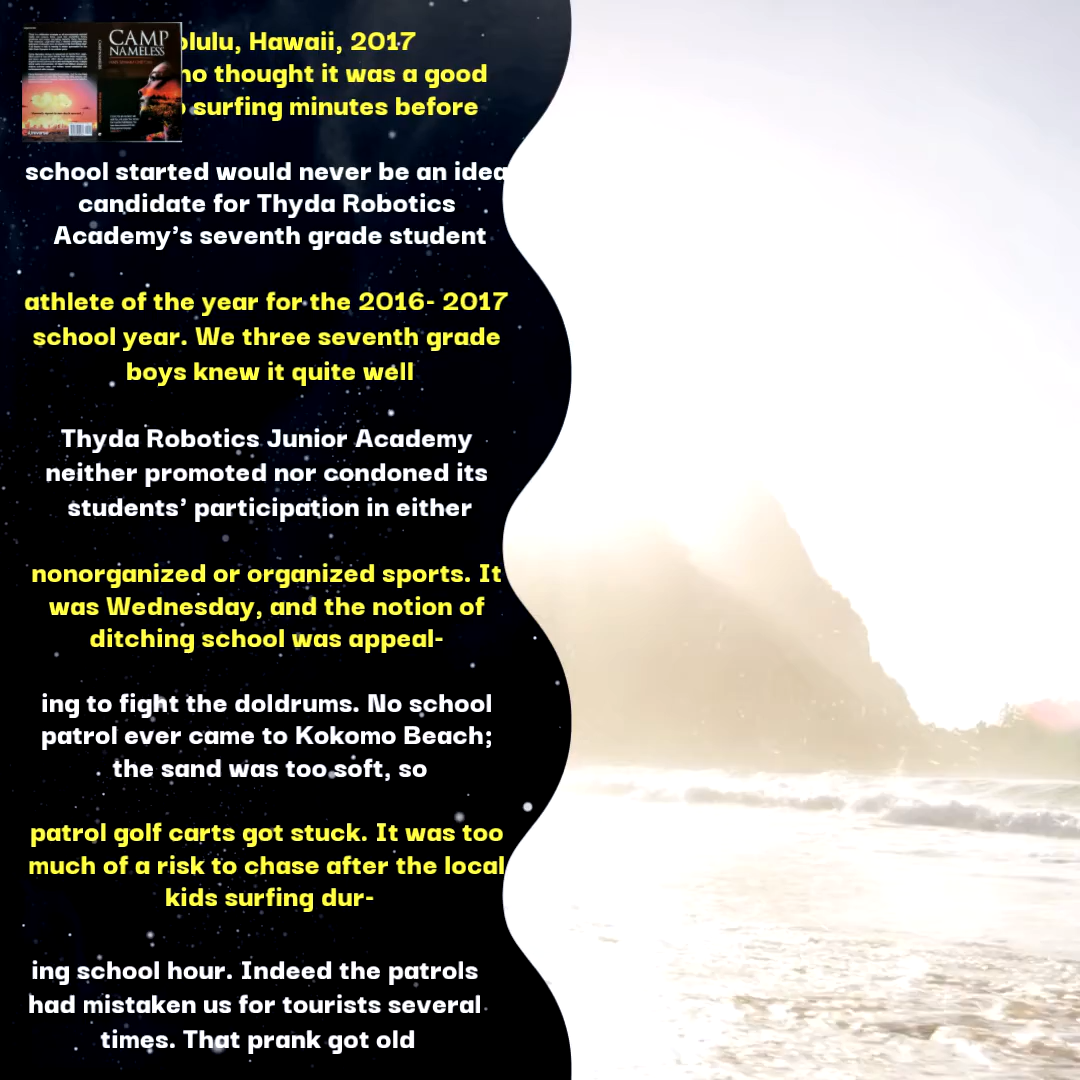 CAMP
NAMELESS
olulu, Hawaii, 2017
ho thought it was a good
surfing minutes before
school started would never be an idea
candidate for Thyda Robotics
Academy's seventh grade student
athlete of the year for the 2016- 2017
school year. We three seventh grade
boys knew it quite well
Thyda Robotics Junior Academy
neither promoted nor condoned its
students' participation in either
nonorganized or organized sports. It
was Wednesday, and the notion of
ditching school was appeal-
ing to fight the doldrums. No school
patrol ever came to Kokomo Beach;
the sand was too soft, so
patrol golf carts got stuck. It was too
much of a risk to chase after the local
kids surfing dur-
ing school hour. Indeed the patrols
had mistaken us for tourists several
times. That prank got old